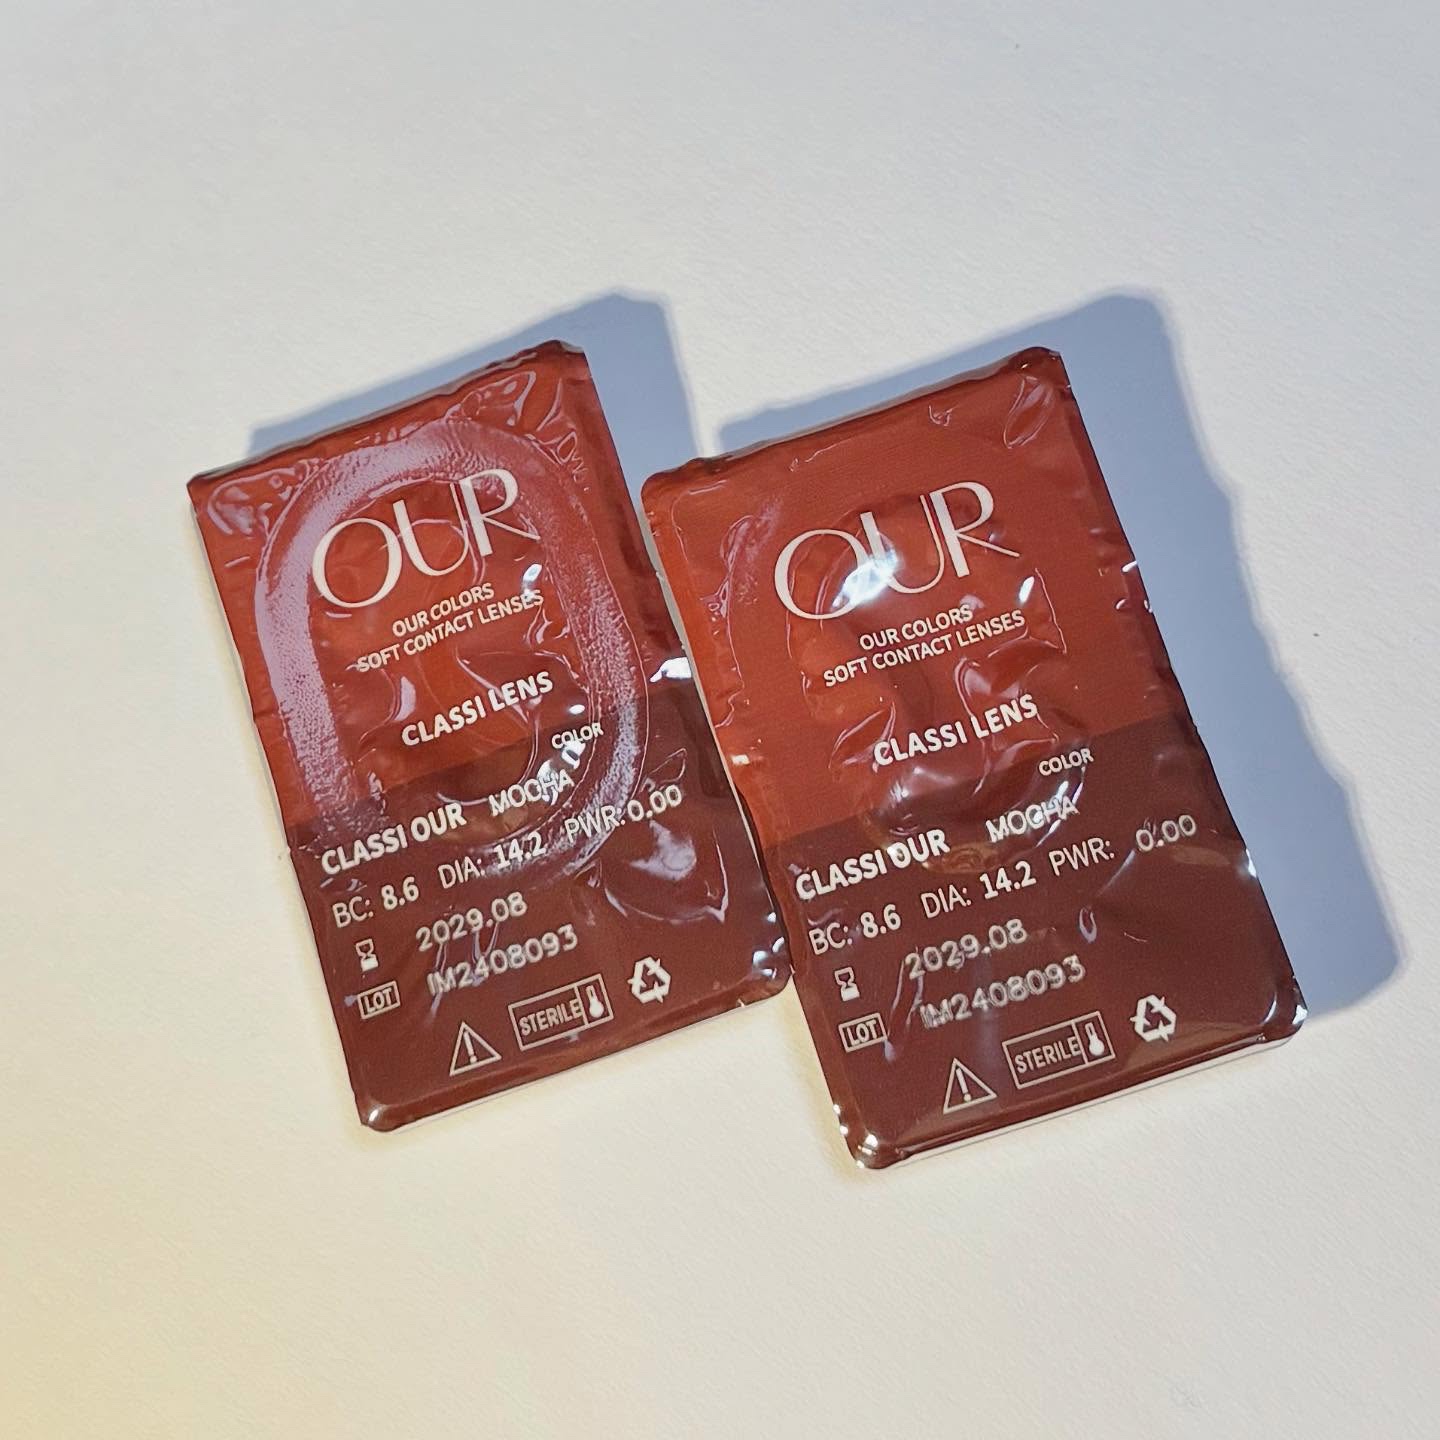 OUR
OUR COLORS
SOFT CONTACT LENSES
CLASSI LENS
COLOR
CLASSI OUR MOCHA
BC: 8.6 DIA: 14.2 PWR: 0.00
2029.08
LOT IM2408093
STERILE
OUR
OUR COLORS
SOFT CONTACT LENSES
CLASSI LENS
COLOR
CLASSI OUR MOCHA
BC: 8.6 DIA: 14.2 PWR: 0.00
2029.08
LOT IM2408093
STERILE